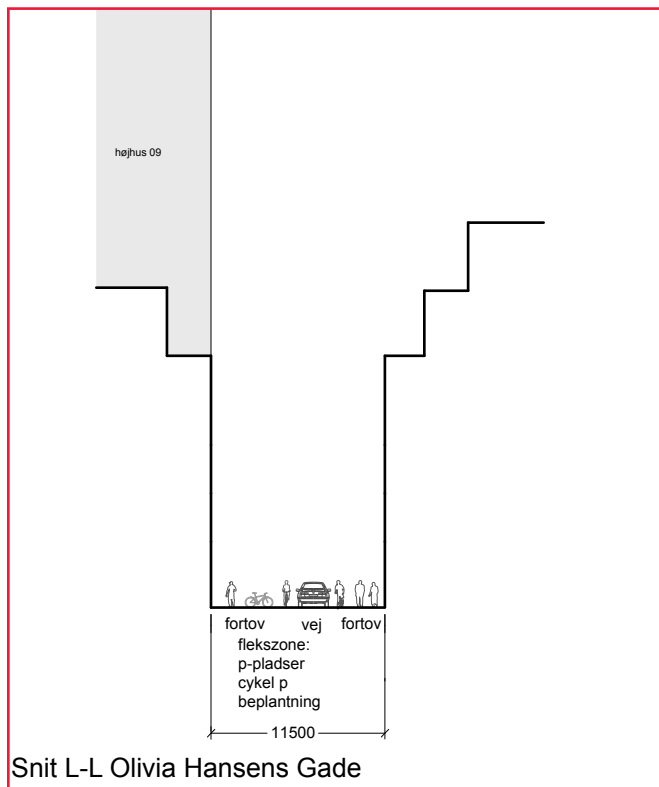 højhus 09
fortov vej fortov
flekszone:
p-pladser
cykel p
beplantning
11500
Snit L-L Olivia Hansens Gade